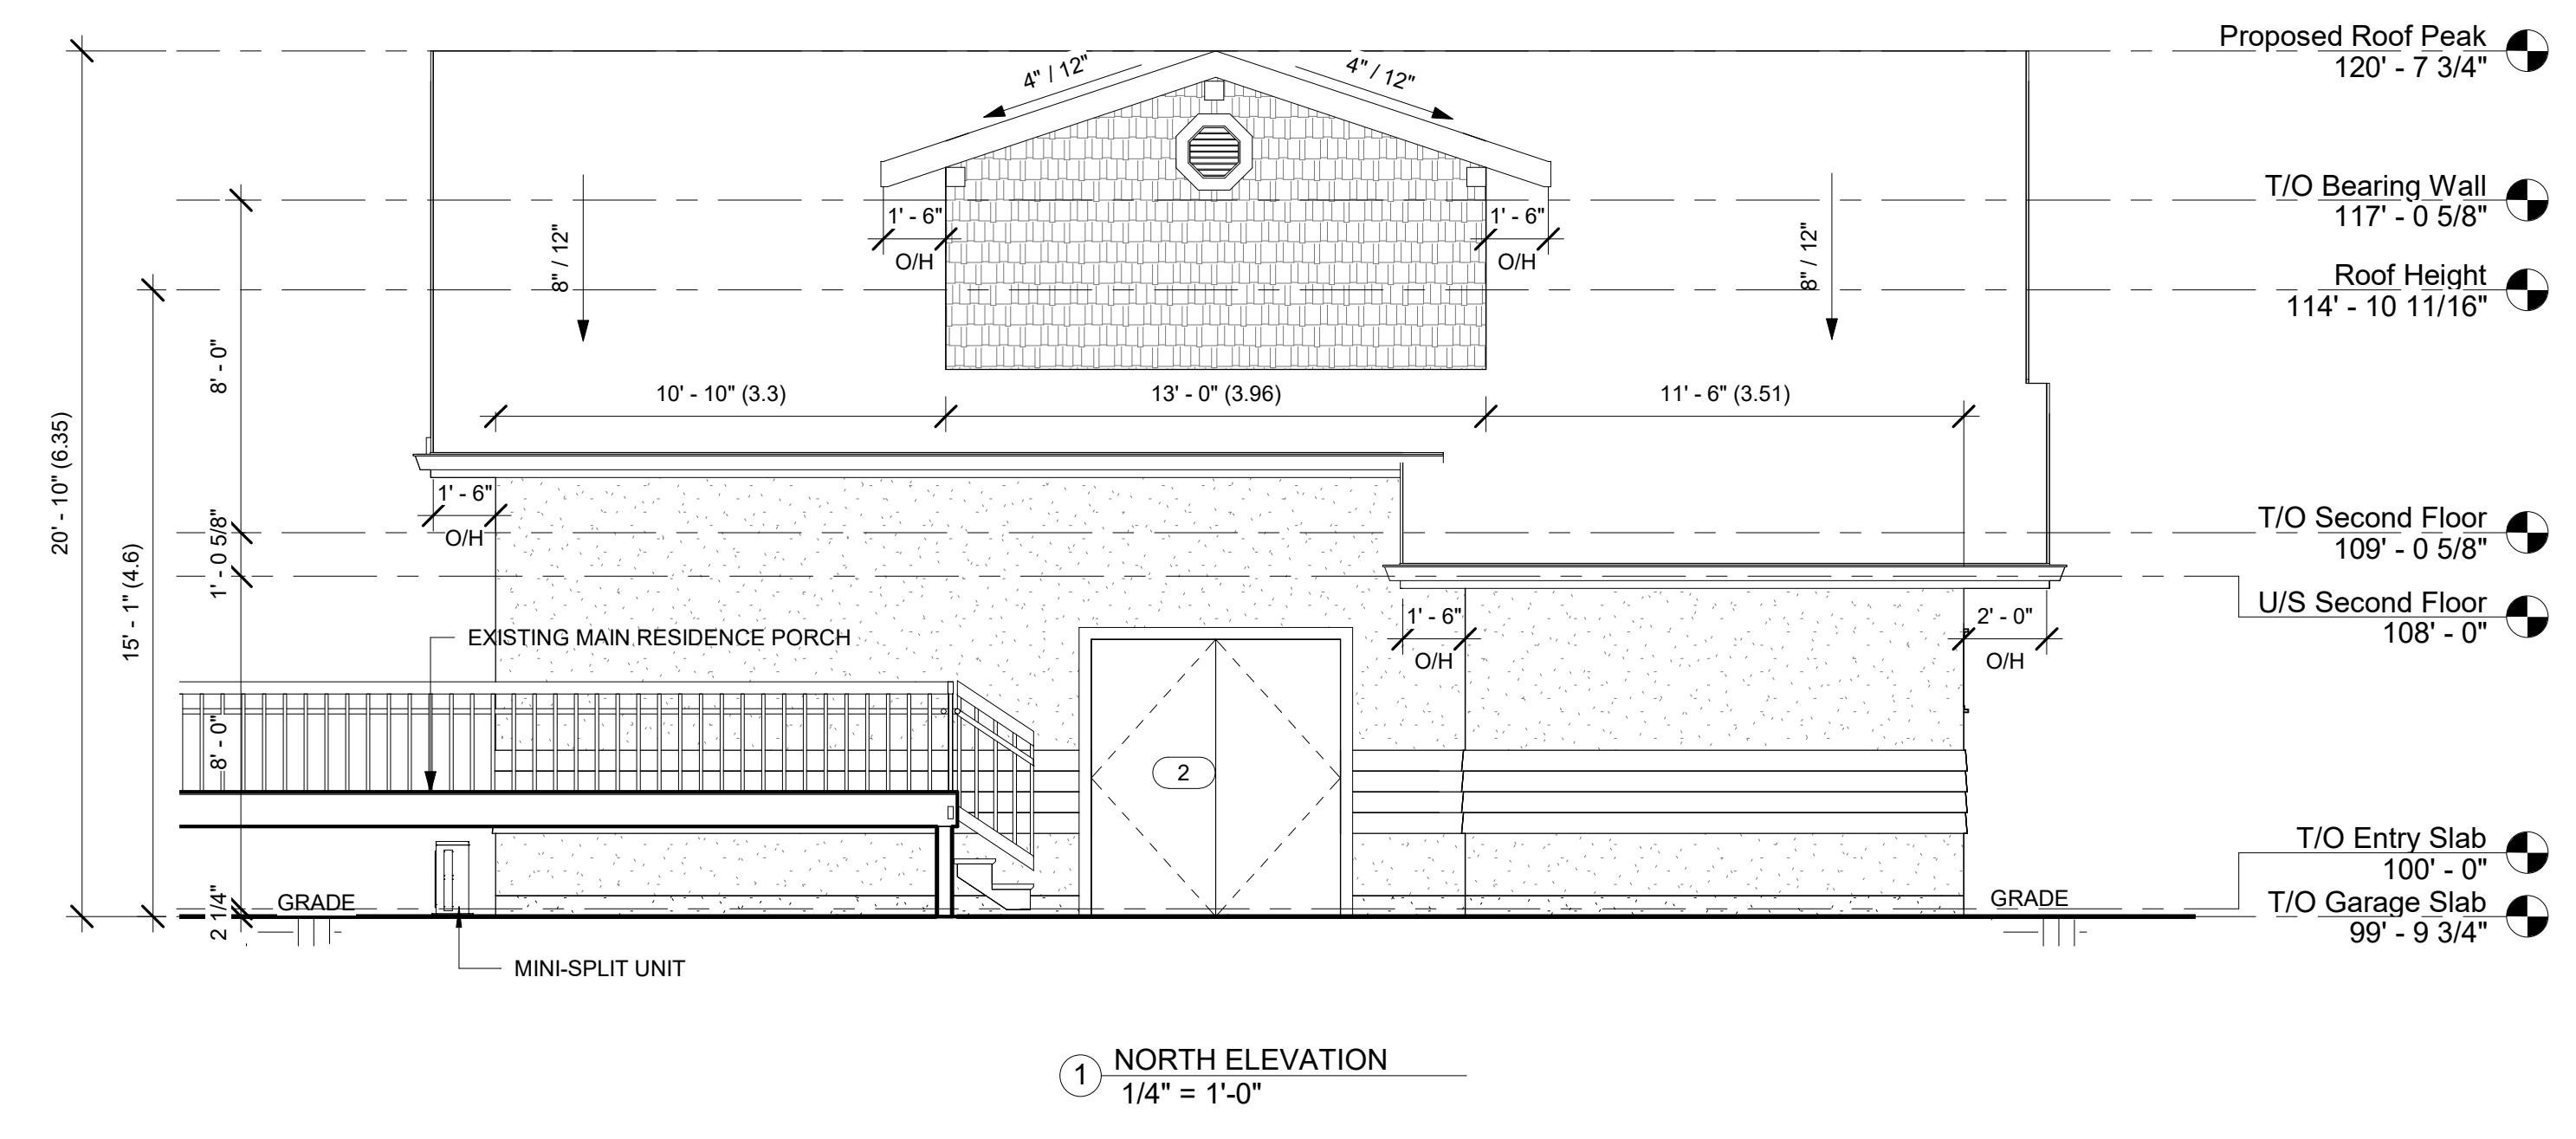 Proposed Roof Peak
120' - 7 3/4"
4" / 12"
4" / 12"
T/O Bearing Wall
117' - 0 5/8"
1' - 6"
O/H
1' - 6"
O/H
8" / 12"
8" / 12"
Roof Height
114' - 10 11/16"
8' - 0"
10' - 10" (3.3)
13' - 0" (3.96)
11' - 6" (3.51)
20' - 10" (6.35)
1' - 6"
O/H
T/O Second Floor
109' - 0 5/8"
1' - 0 5/8"
15' - 1" (4.6)
U/S Second Floor
108' - 0"
1' - 6"
O/H
2' - 0"
O/H
EXISTING MAIN RESIDENCE PORCH
8' - 0"
2
T/O Entry Slab
100' - 0"
GRADE
GRADE
2 1/4"
T/O Garage Slab
99' - 9 3/4"
MINI-SPLIT UNIT
1
NORTH ELEVATION
1/4" = 1'-0"